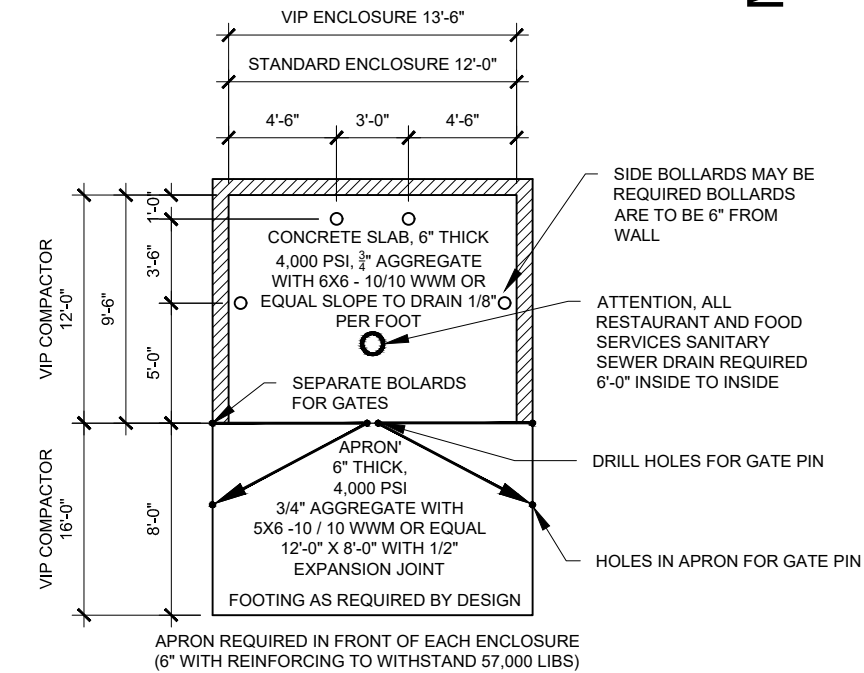 VIP ENCLOSURE 13'-6"
STANDARD ENCLOSURE 12'-0"
4'-6"
3'-0"
4'-6"
VIP COMPACTOR
12'-0"
9'-6"
1'-0"
3'-6"
5'-0"
CONCRETE SLAB, 6" THICK
4,000 PSI, 3/4" AGGREGATE
WITH 6X6 - 10/10 WWM OR
EQUAL SLOPE TO DRAIN 1/8"
PER FOOT
SIDE BOLLARDS MAY BE
REQUIRED BOLLARDS
ARE TO BE 6" FROM
WALL
ATTENTION, ALL
RESTAURANT AND FOOD
SERVICES SANITARY
SEWER DRAIN REQUIRED
6'-0" INSIDE TO INSIDE
SEPARATE BOLARDS
FOR GATES
DRILL HOLES FOR GATE PIN
VIP COMPACTOR
16'-0"
8'-0"
APRON'
6" THICK,
4,000 PSI
3/4" AGGREGATE WITH
5X6 -10 / 10 WWM OR EQUAL
12'-0" X 8'-0" WITH 1/2"
EXPANSION JOINT
HOLES IN APRON FOR GATE PIN
FOOTING AS REQUIRED BY DESIGN
APRON REQUIRED IN FRONT OF EACH ENCLOSURE
(6" WITH REINFORCING TO WITHSTAND 57,000 LIBS)